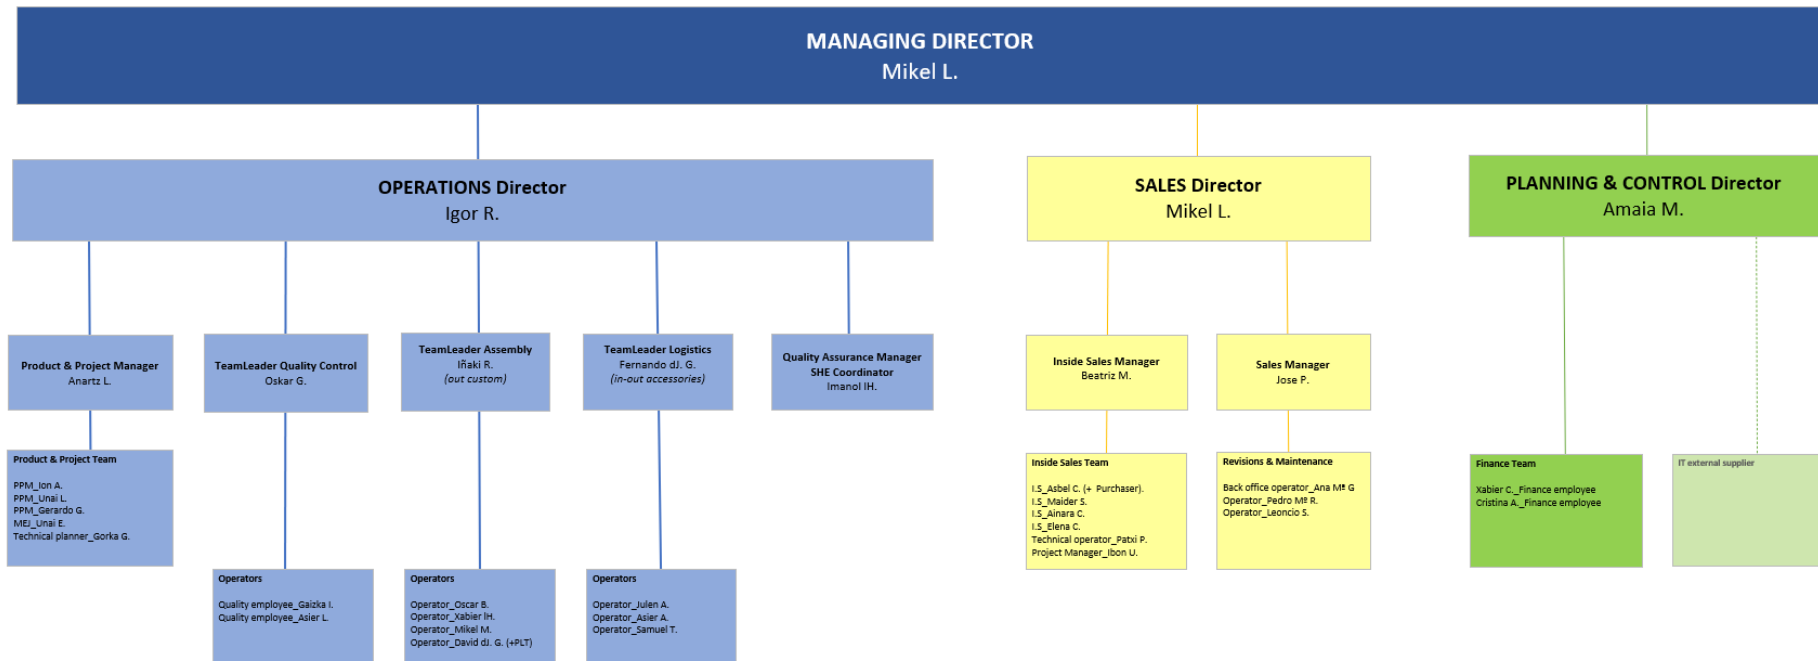 MANAGING DIRECTOR
Mikel L.
OPERATIONS Director
Igor R.
SALES Director
Mikel L.
PLANNING & CONTROL Director
Amaia M.
Product & Project Manager
Anartz L.
TeamLeader Quality Control
Oskar G.
TeamLeader Assembly
Iñaki R.
(out custom)
TeamLeader Logistics
Fernando dJ. G.
(in-out accessories)
Quality Assurance Manager
SHE Coordinator
Imanol IH.
Inside Sales Manager
Beatriz M.
Sales Manager
Jose P.
Product & Project Team
PPM_Ion A.
PPM_Unai L.
PPM_Gerardo G.
MEJ_Unai E.
Technical planner_Gorka G.
Inside Sales Team
I.S_Asbel C. (+ Purchaser).
I.S_Maider S.
I.S_Ainara C.
I.S_Elena C.
Technical operator_Patxi P.
Project Manager_Ibon U.
Revisions & Maintenance
Back office operator_Ana Mª G
Operator_Pedro Mª R.
Operator_Leoncio S.
Finance Team
Xabier C._Finance employee
Cristina A._Finance employee
IT external supplier
Operators
Quality employee_Gaizka I.
Quality employee_Asier L.
Operators
Operator_Oscar B.
Operator_Xabier IH.
Operator_Mikel M.
Operator_David dJ. G. (+PLT)
Operators
Operator_Julen A.
Operator_Asier A.
Operator_Samuel T.